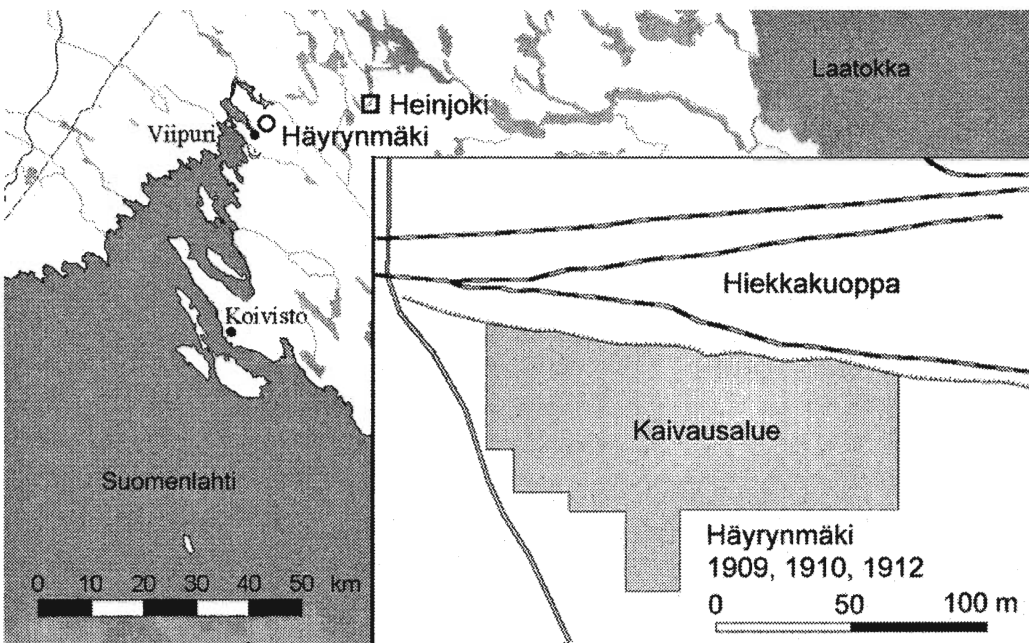 Laatokka
Heinjoki
Viipuri
Häyrynmäki
Hiekkakuoppa
Koivisto
Kaivausalue
Suomenlahti
Häyrynmäki
1909, 1910, 1912
0 10 20 30 40 50 km
0 50 100 m